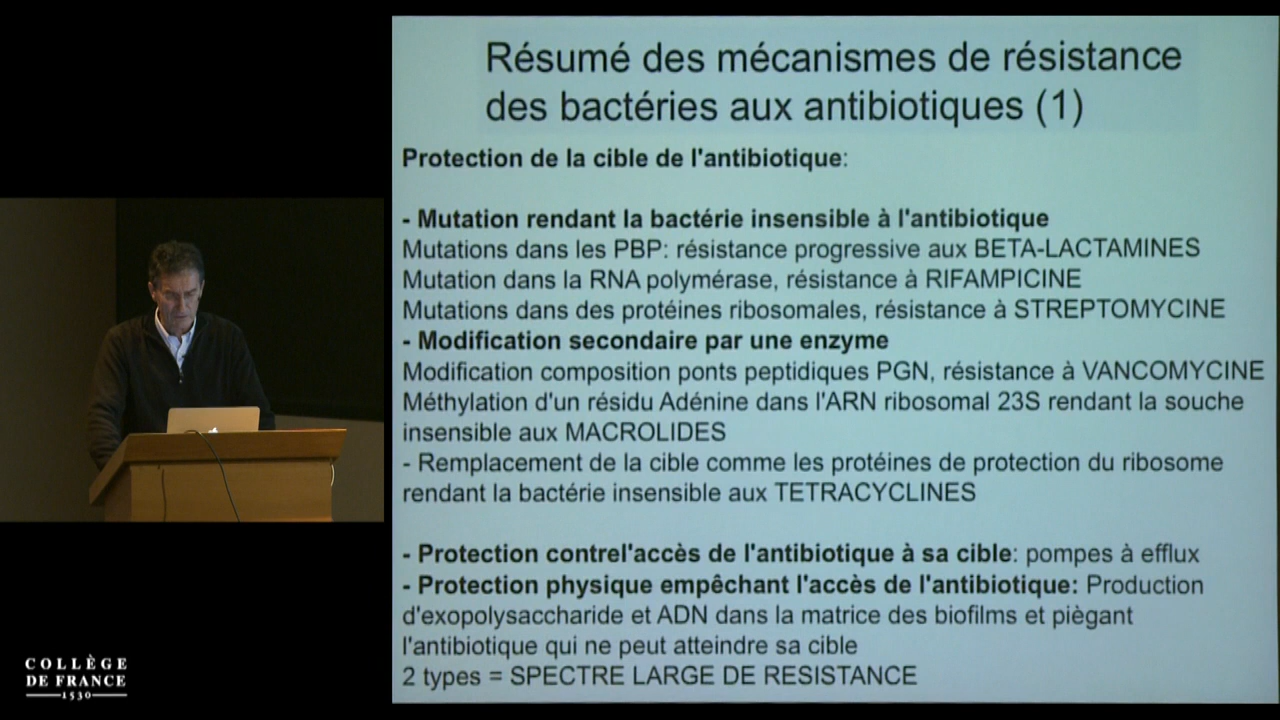 Résumé des mécanismes de résistance
des bactéries aux antibiotiques (1)
Protection de la cible de l'antibiotique:
- Mutation rendant la bactérie insensible à l'antibiotique
Mutations dans les PBP: résistance progressive aux BETA-LACTAMINES
Mutation dans la RNA polymérase, résistance à RIFAMPICINE
Mutations dans des protéines ribosomales, résistance à STREPTOMYCINE
- Modification secondaire par une enzyme
Modification composition ponts peptidiques PGN, résistance à VANCOMYCINE
Méthylation d'un résidu Adénine dans l'ARN ribosomal 23S rendant la souche
insensible aux MACROLIDES
- Remplacement de la cible comme les protéines de protection du ribosome
rendant la bactérie insensible aux TETRACYCLINES
- Protection contrel'accès de l'antibiotique à sa cible: pompes à efflux
- Protection physique empêchant l'accès de l'antibiotique: Production
d'exopolysaccharide et ADN dans la matrice des biofilms et piègant
l'antibiotique qui ne peut atteindre sa cible
2 types = SPECTRE LARGE DE RESISTANCE
COLLÈGE
DE FRANCE
1530